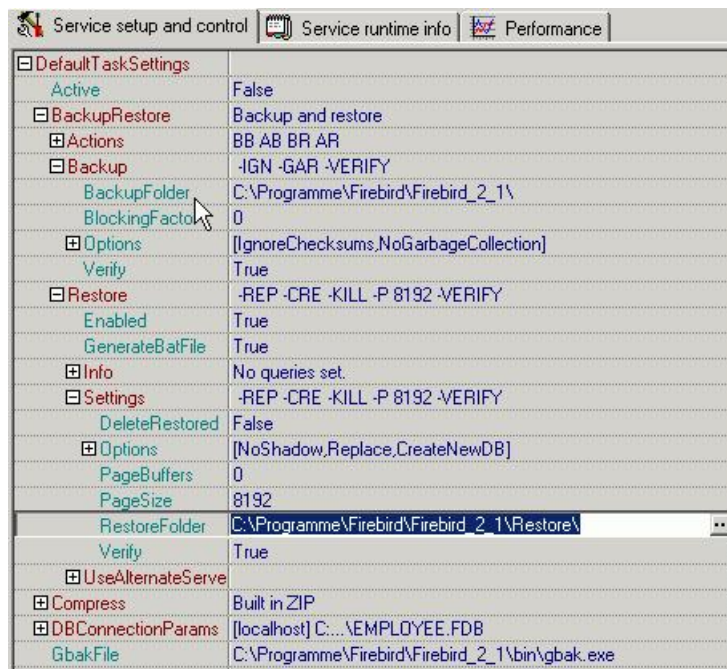 Service setup and control Service runtime info Performance
DefaultTaskSettings
Active False
BackupRestore Backup and restore
Actions BB AB BR AR
Backup -IGN -GAR -VERIFY
BackupFolder C:\Programme\Firebird\Firebird_2_1\
BlockingFacto 0
Options [IgnoreChecksums,NoGarbageCollection]
Verify True
Restore -REP -CRE -KILL -P 8192 -VERIFY
Enabled True
GenerateBatFile True
Info No queries set.
Settings -REP -CRE -KILL -P 8192 -VERIFY
DeleteRestored False
Options [NoShadow,Replace,CreateNewDB]
PageBuffers 0
PageSize 8192
RestoreFolder C:\Programme\Firebird\Firebird_2_1\Restore\ ...
Verify True
UseAlternateServe
Compress Built in ZIP
DBConnectionParams [localhost] C:...\EMPLOYEE.FDB
GbakFile C:\Programme\Firebird\Firebird_2_1\bin\gbak.exe